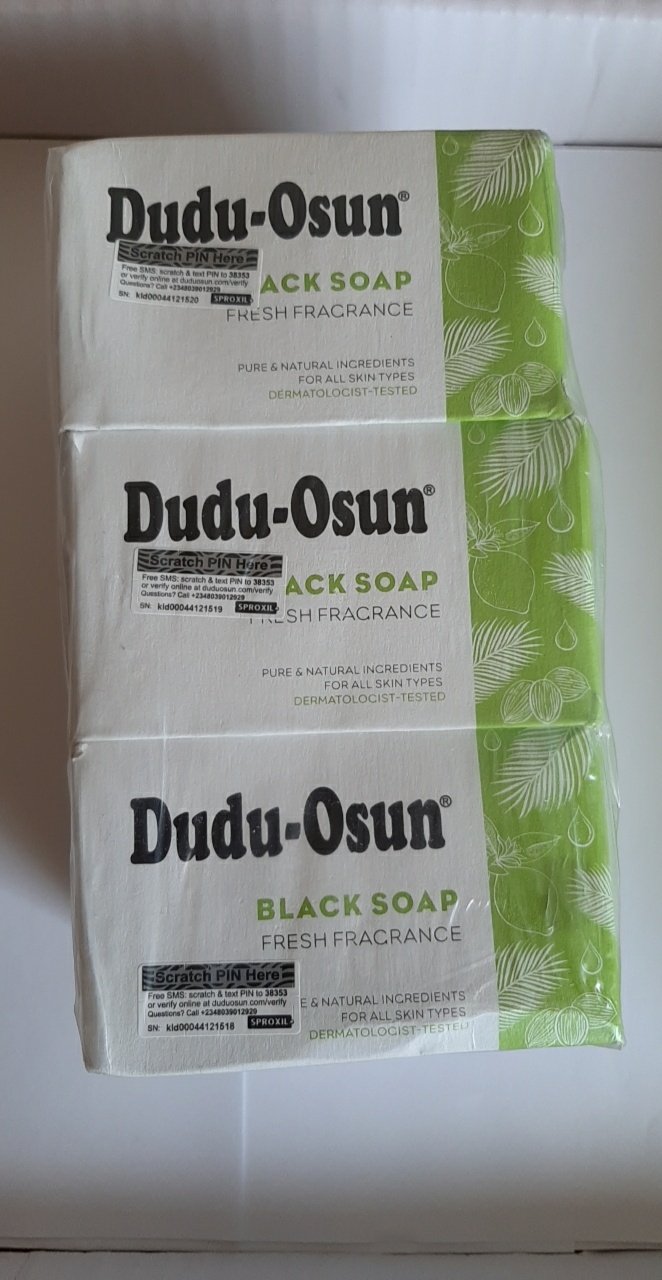 Dudu-Osun®
Scratch PIN Here
Free SMS: scratch & text PIN to 38353
or verify online at duduosun.com/verify
Questions? Call +2348039012929
SN: kld00044121520 SPROXIL
ACK SOAP
FRESH FRAGRANCE
PURE & NATURAL INGREDIENTS
FOR ALL SKIN TYPES
DERMATOLOGIST-TESTED
Dudu-Osun®
Scratch PIN Here
Free SMS: scratch & text PIN to 38353
or verify online at duduosun.com/verify
Questions? Call +2348039012929
SN: kld00044121519 SPROXIL
ACK SOAP
ESH FRAGRANCE
PURE & NATURAL INGREDIENTS
FOR ALL SKIN TYPES
DERMATOLOGIST-TESTED
Dudu-Osun®
BLACK SOAP
FRESH FRAGRANCE
Scratch PIN Here
Free SMS: scratch & text PIN to 38353
or verify online at duduosun.com/verify
Questions? Call +2348039012929
SN: kld00044121518 SPROXIL
E & NATURAL INGREDIENTS
FOR ALL SKIN TYPES
DERMATOLOGIST-TESTED